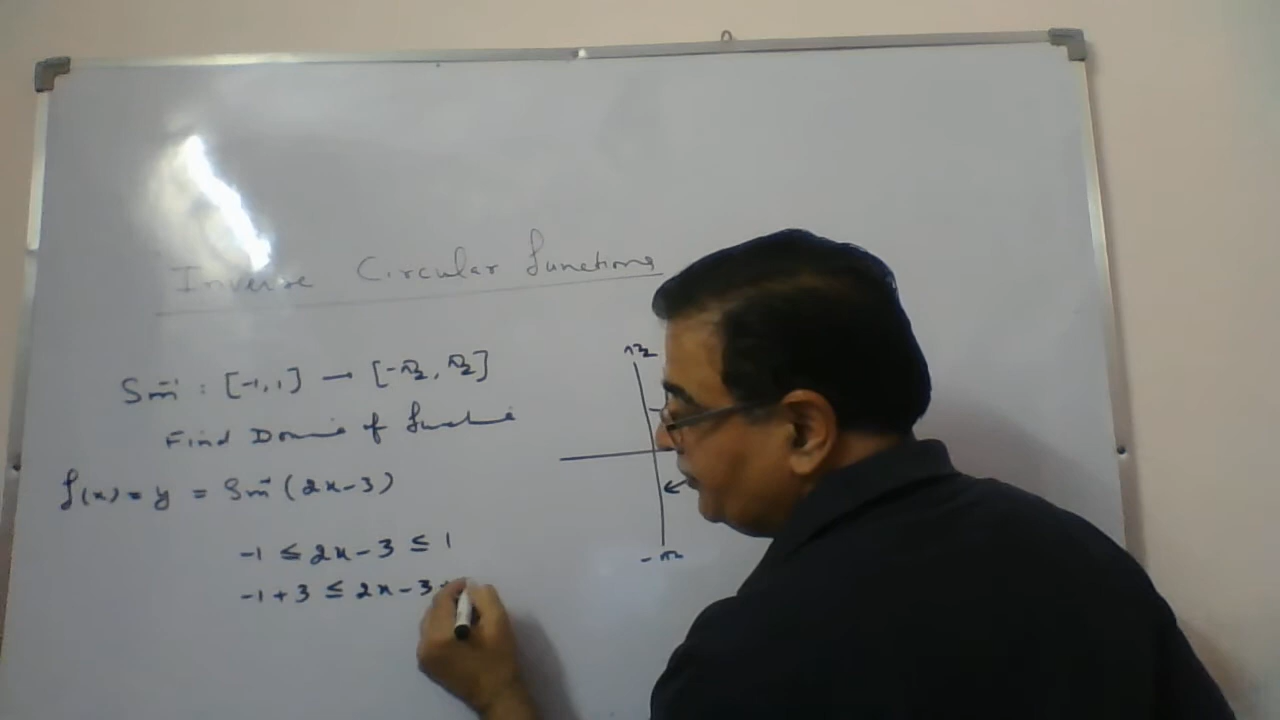 Inverse Circular functions
Sin⁻¹ : [-1,1] → [-π/2, π/2]
Find Domain of function
f(x) = y = Sin⁻¹ (2x-3)
-1 ≤ 2x - 3 ≤ 1
-1 + 3 ≤ 2x - 3 +
π/2
-π/2